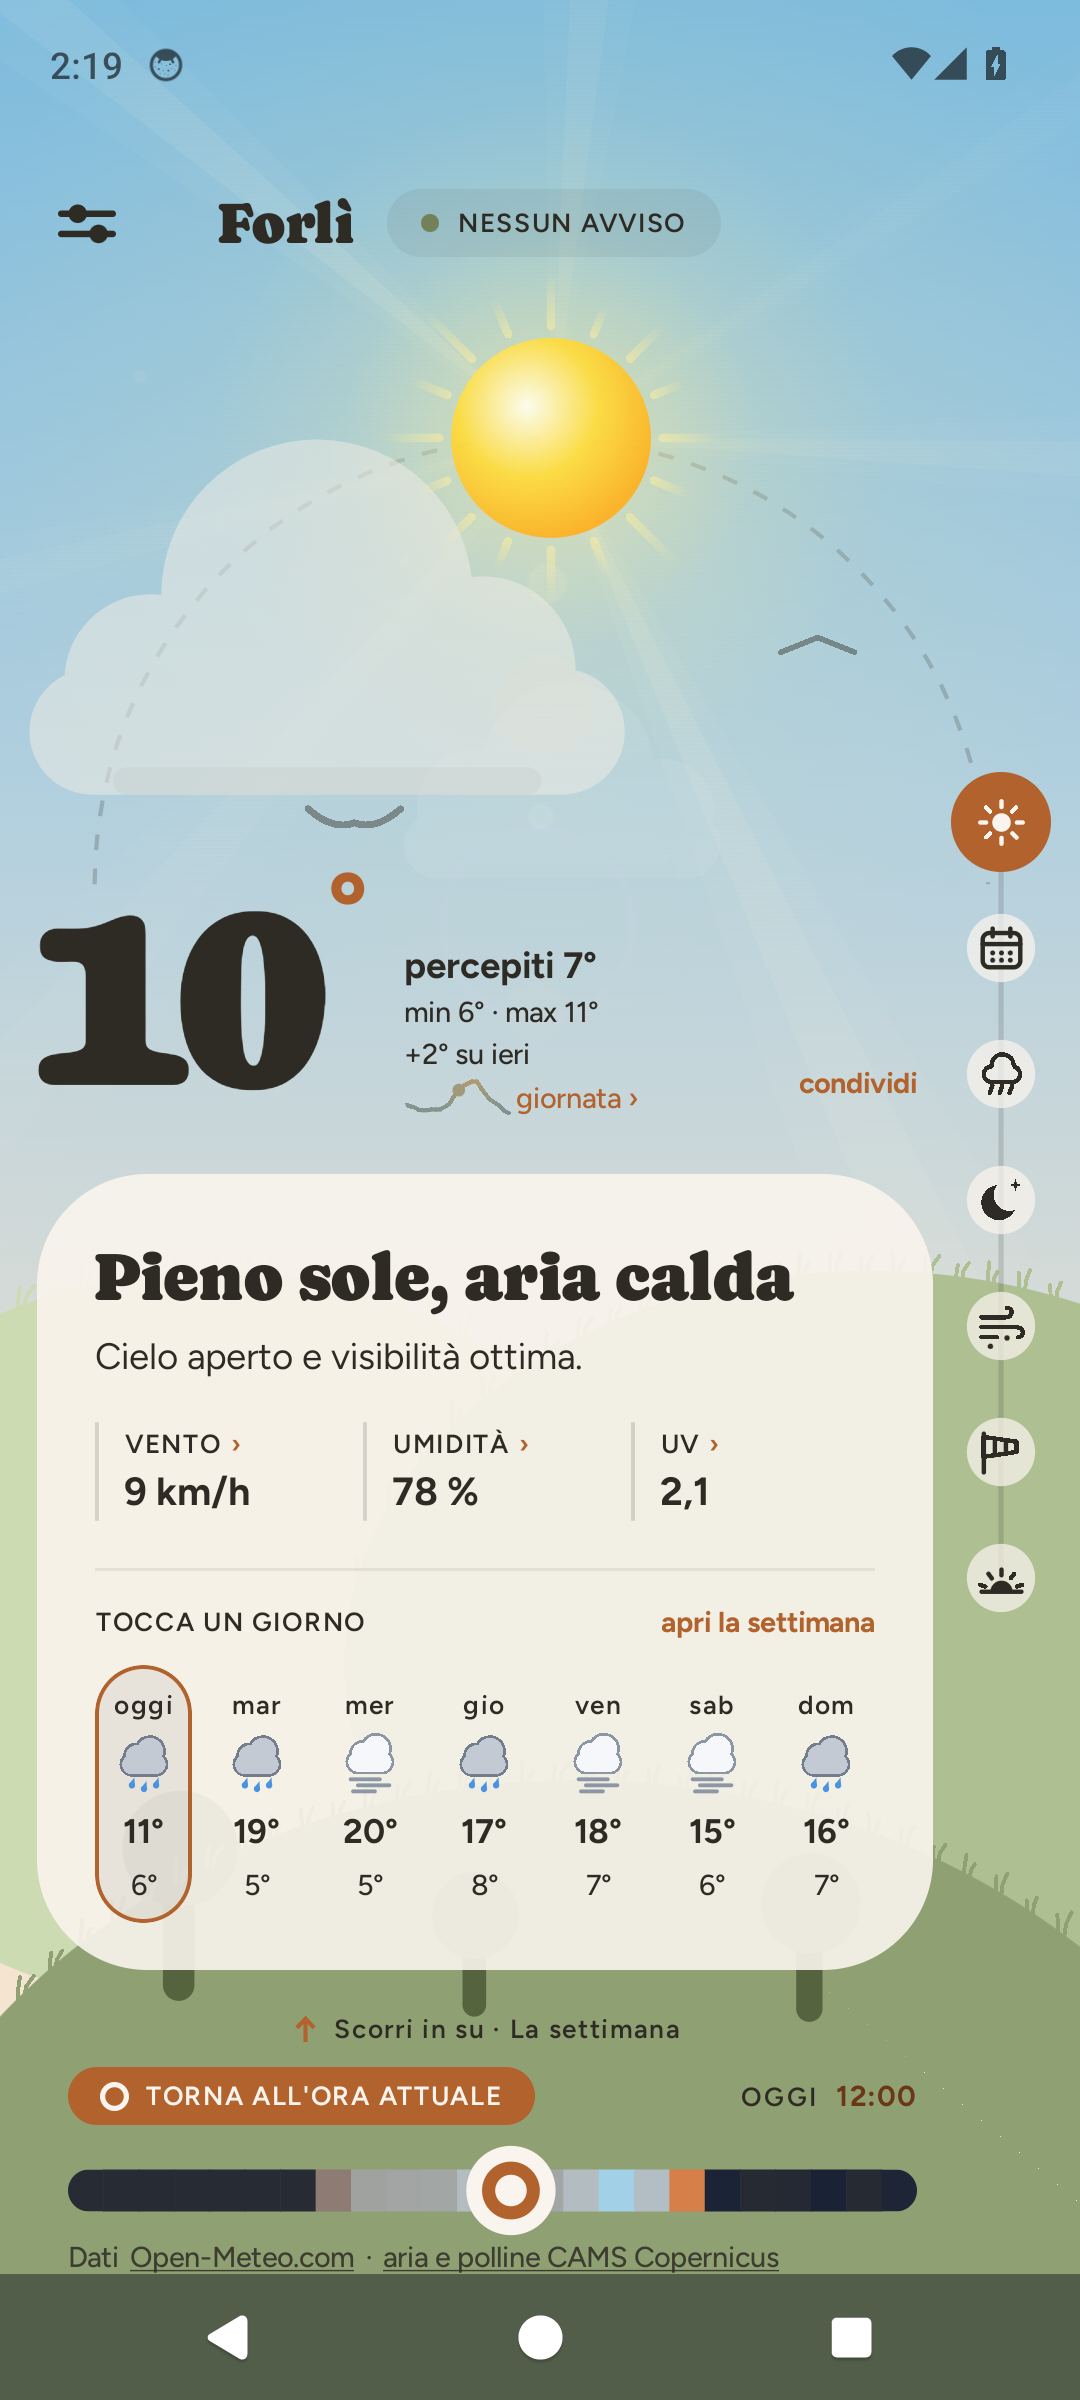 2:19
Forlì
NESSUN AVVISO
10°
percepiti 7°
min 6° · max 11°
+2° su ieri
giornata ›
condividi
Pieno sole, aria calda
Cielo aperto e visibilità ottima.
VENTO › UMIDITÀ › UV ›
9 km/h 78 % 2,1
TOCCA UN GIORNO apri la settimana
oggi mar mer gio ven sab dom
11° 19° 20° 17° 18° 15° 16°
6° 5° 5° 8° 7° 6° 7°
↑ Scorri in su · La settimana
TORNA ALL'ORA ATTUALE OGGI 12:00
Dati Open-Meteo.com · aria e polline CAMS Copernicus